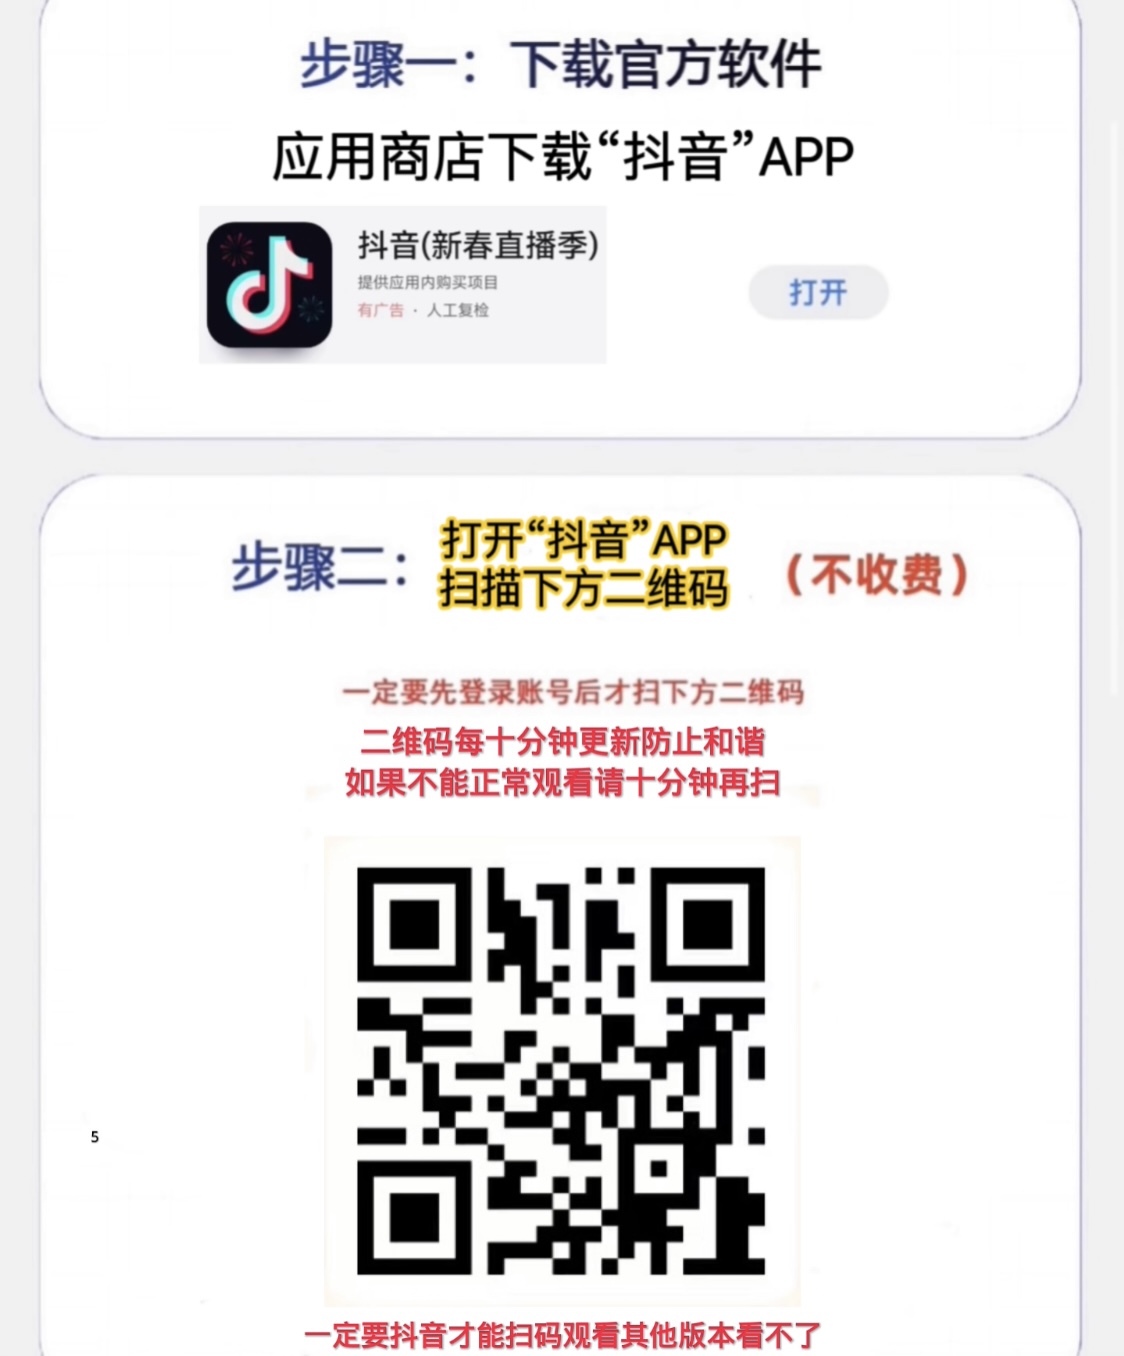 步骤一：下载官方软件
应用商店下载“抖音”APP
抖音(新春直播季)
提供应用内购买项目
有广告 · 人工复检
打开
步骤二：
打开“抖音”APP
扫描下方二维码
（不收费）
一定要先登录账号后才扫下方二维码
二维码每十分钟更新防止和谐
如果不能正常观看请十分钟再扫
5
一定要抖音才能扫码观看其他版本看不了